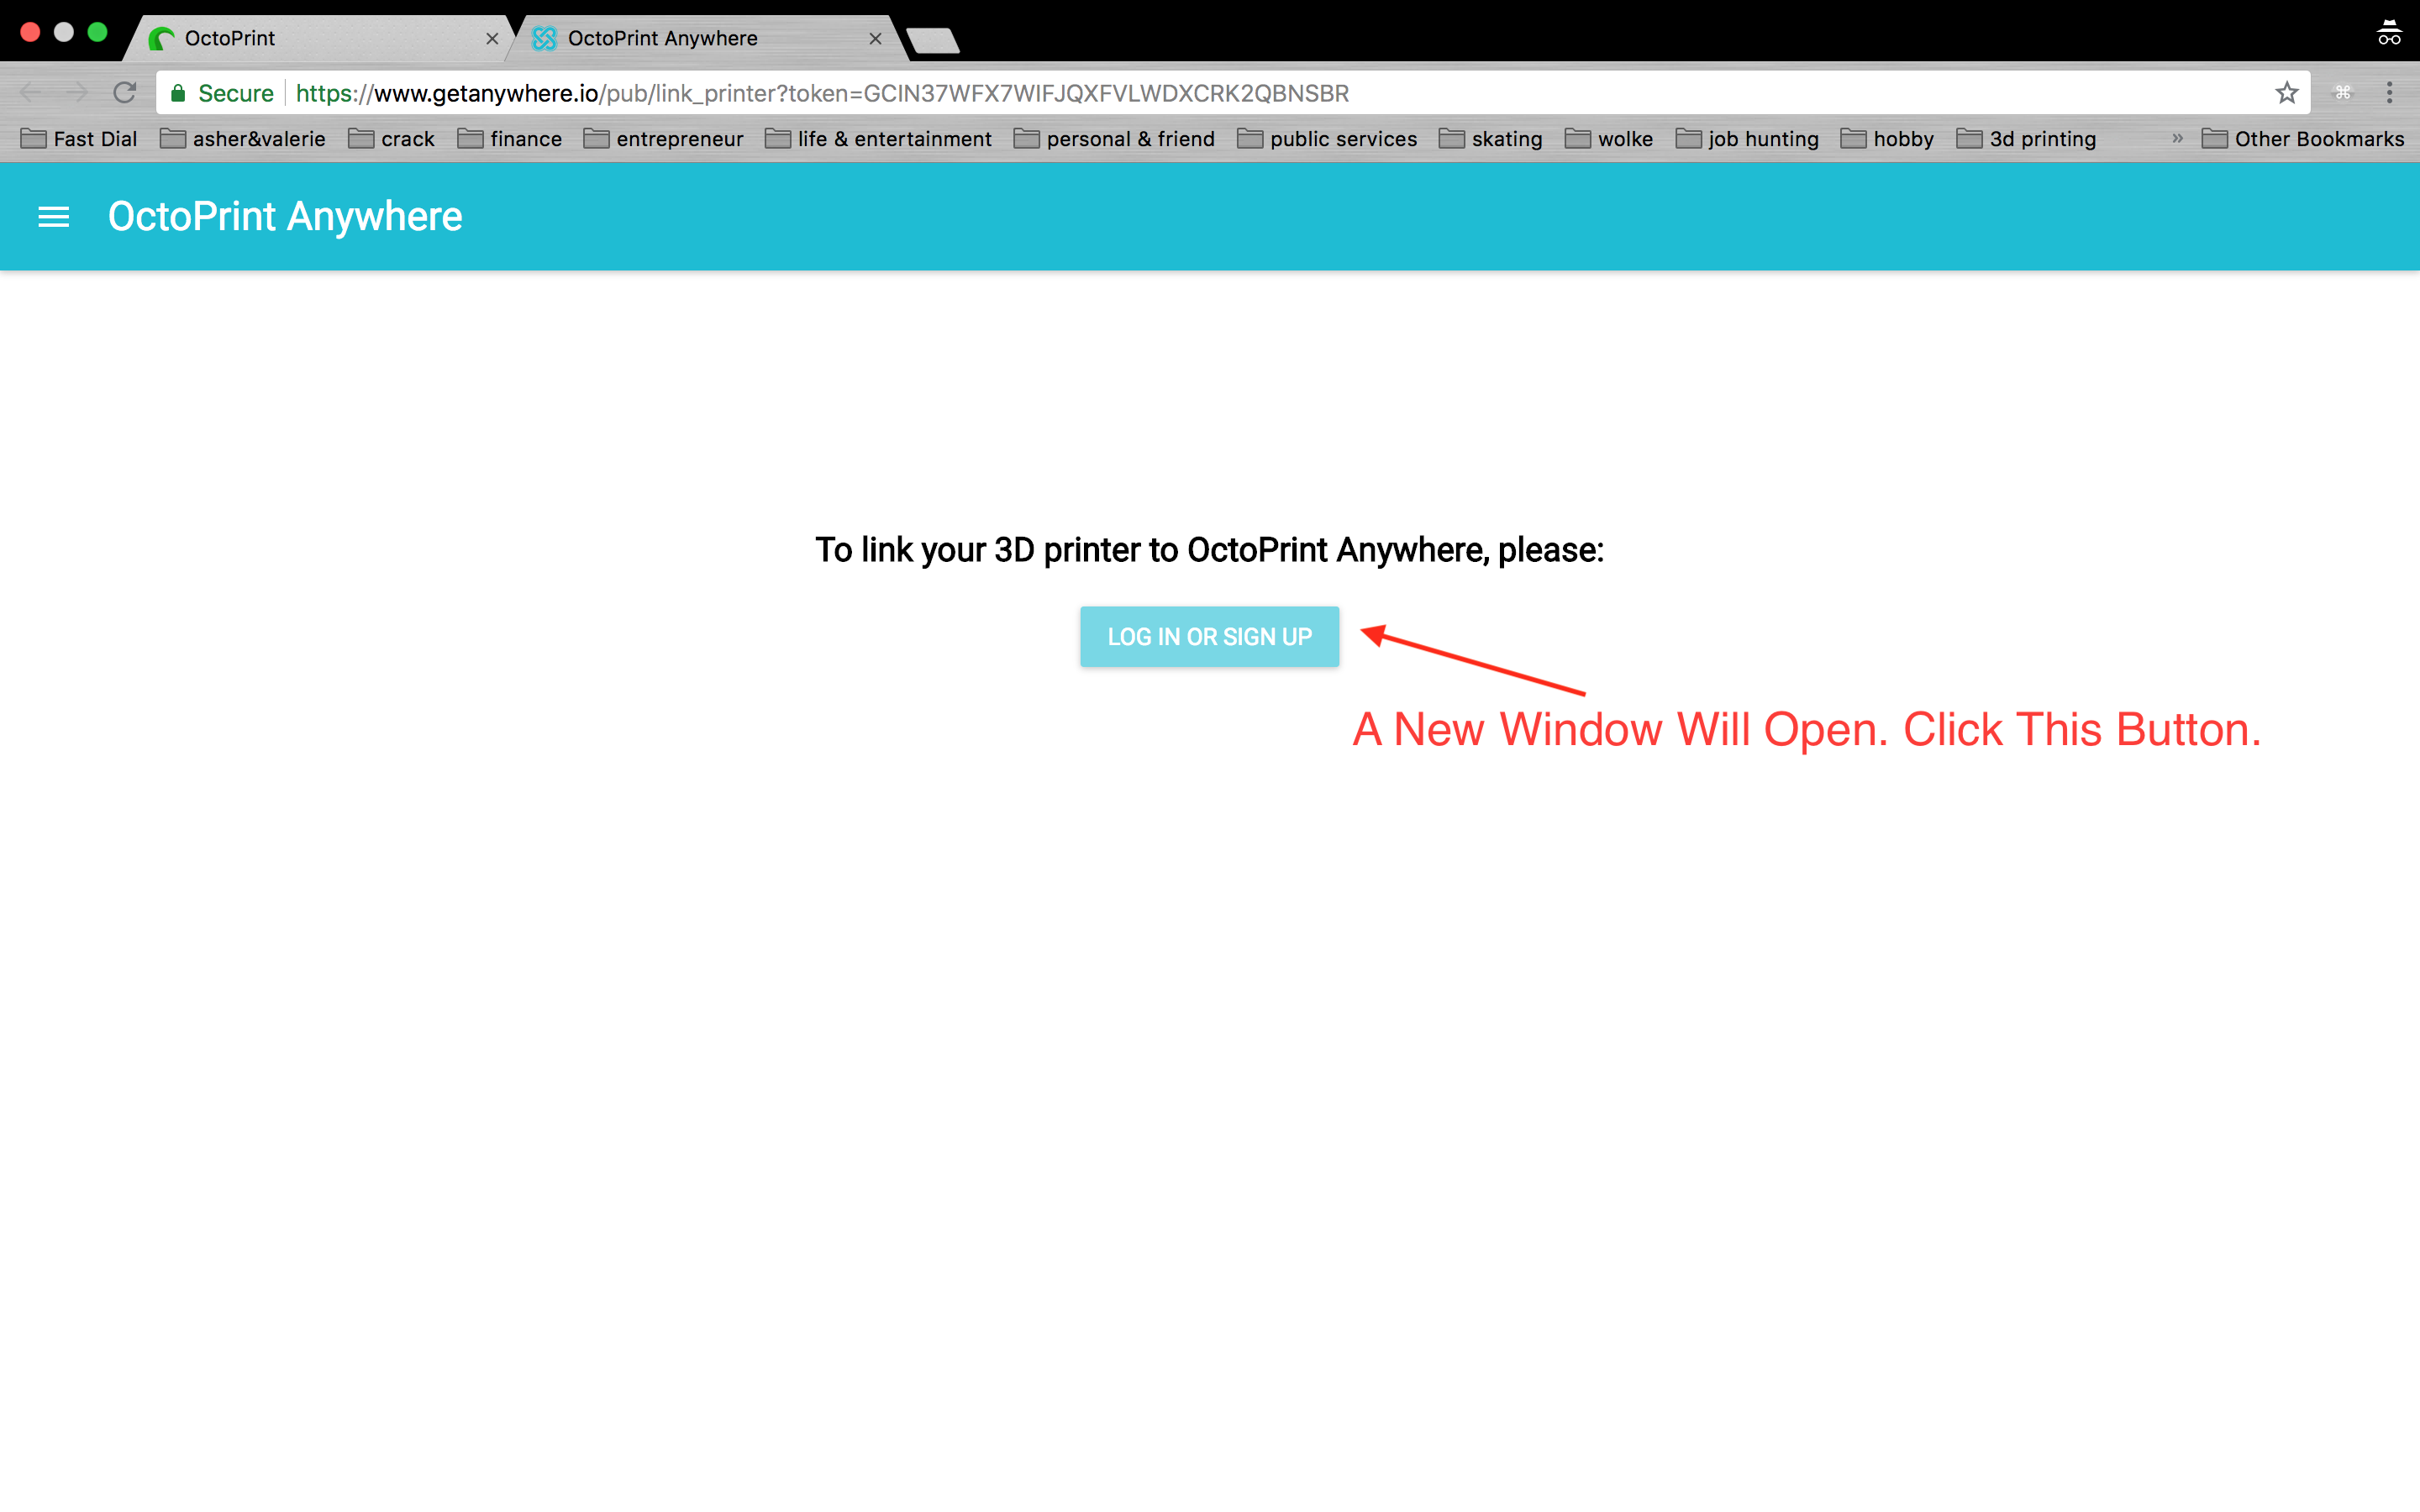 OctoPrint
OctoPrint Anywhere
Secure https://www.getanywhere.io/pub/link_printer?token=GCIN37WFX7WIFJQXFVLWDXCRK2QBNSBR
Fast Dial asher&valerie crack finance entrepreneur life & entertainment personal & friend public services skating wolke job hunting hobby 3d printing » Other Bookmarks
OctoPrint Anywhere
To link your 3D printer to OctoPrint Anywhere, please:
LOG IN OR SIGN UP
A New Window Will Open. Click This Button.